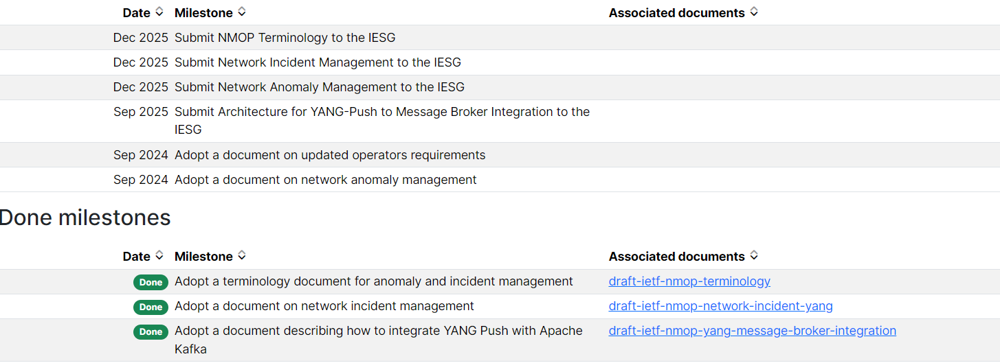 Date Milestone Associated documents
Dec 2025 Submit NMOP Terminology to the IESG
Dec 2025 Submit Network Incident Management to the IESG
Dec 2025 Submit Network Anomaly Management to the IESG
Sep 2025 Submit Architecture for YANG-Push to Message Broker Integration to the
IESG
Sep 2024 Adopt a document on updated operators requirements
Sep 2024 Adopt a document on network anomaly management
Done milestones
Date Milestone Associated documents
Done Adopt a terminology document for anomaly and incident management draft-ietf-nmop-terminology
Done Adopt a document on network incident management draft-ietf-nmop-network-incident-yang
Done Adopt a document describing how to integrate YANG Push with Apache draft-ietf-nmop-yang-message-broker-integration
Kafka